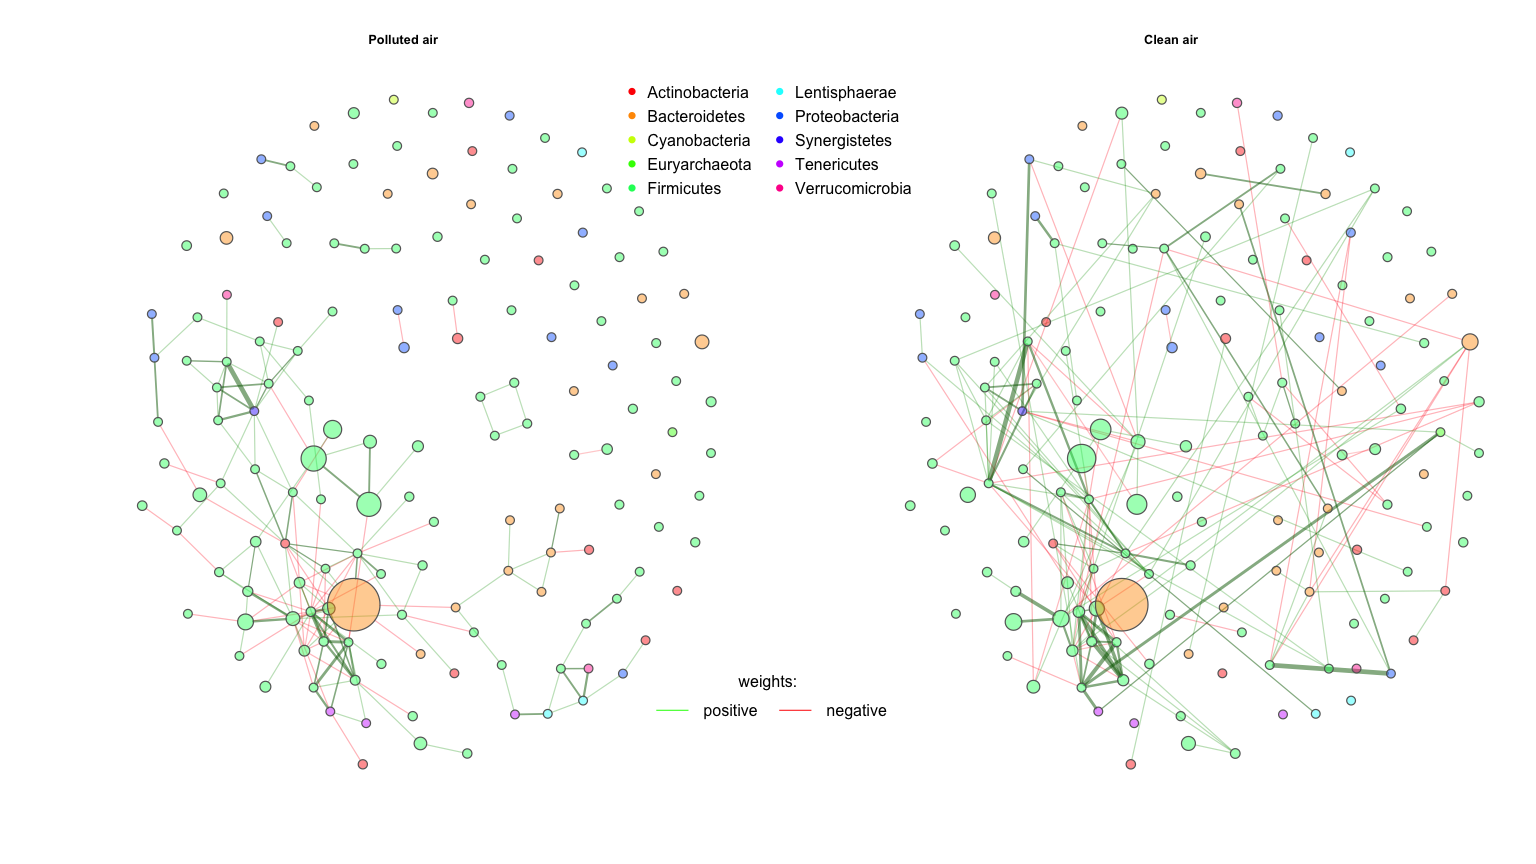 Polluted air
Clean air
Actinobacteria
Bacteroidetes
Cyanobacteria
Euryarchaeota
Firmicutes
Lentisphaerae
Proteobacteria
Synergistetes
Tenericutes
Verrucomicrobia
weights:
positive negative